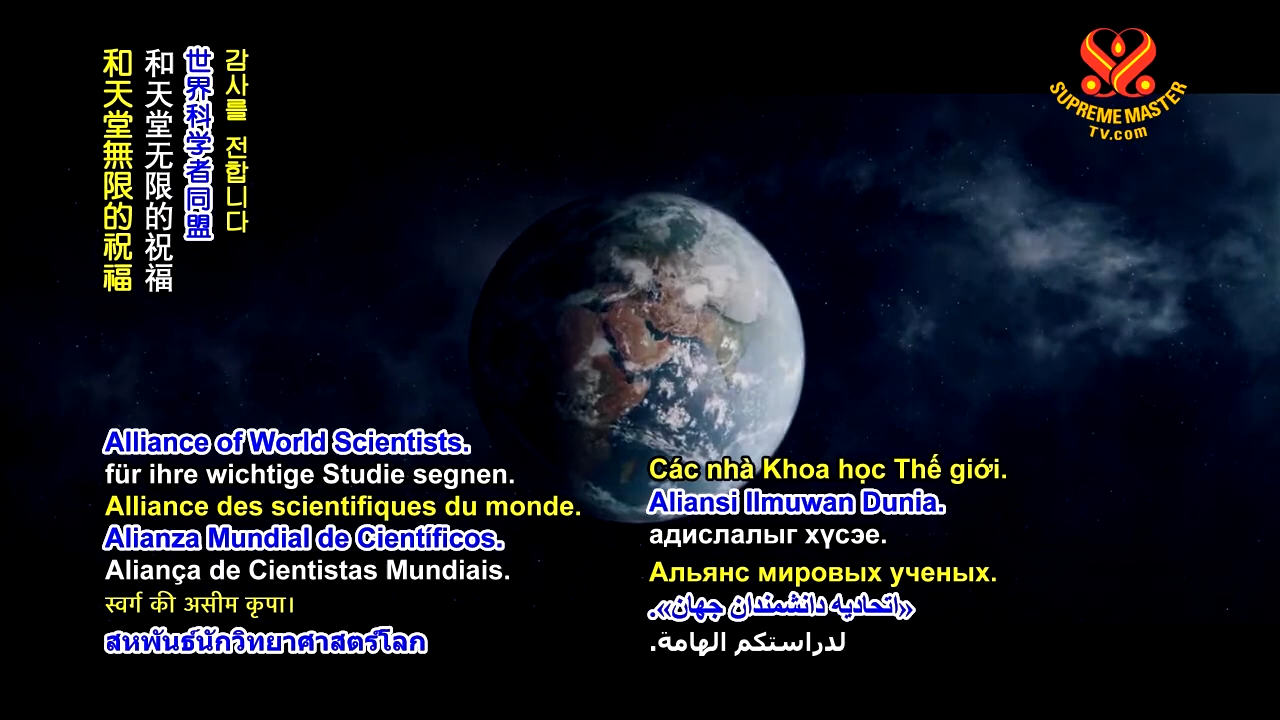 和天堂無限的祝福
和天堂无限的祝福
世界科学者同盟
감사를 전합니다
SUPREME MASTER
TV.com
Alliance of World Scientists.
für ihre wichtige Studie segnen.
Alliance des scientifiques du monde.
Alianza Mundial de Científicos.
Aliança de Cientistas Mundiais.
स्वर्ग की असीम कृपा।
สหพันธ์นักวิทยาศาสตร์โลก
Các nhà Khoa học Thế giới.
Aliansi Ilmuwan Dunia.
адислалыг хүсэе.
Альянс мировых ученых.
«اتحادیه دانشمندان جهان».
لدراستكم الهامة.